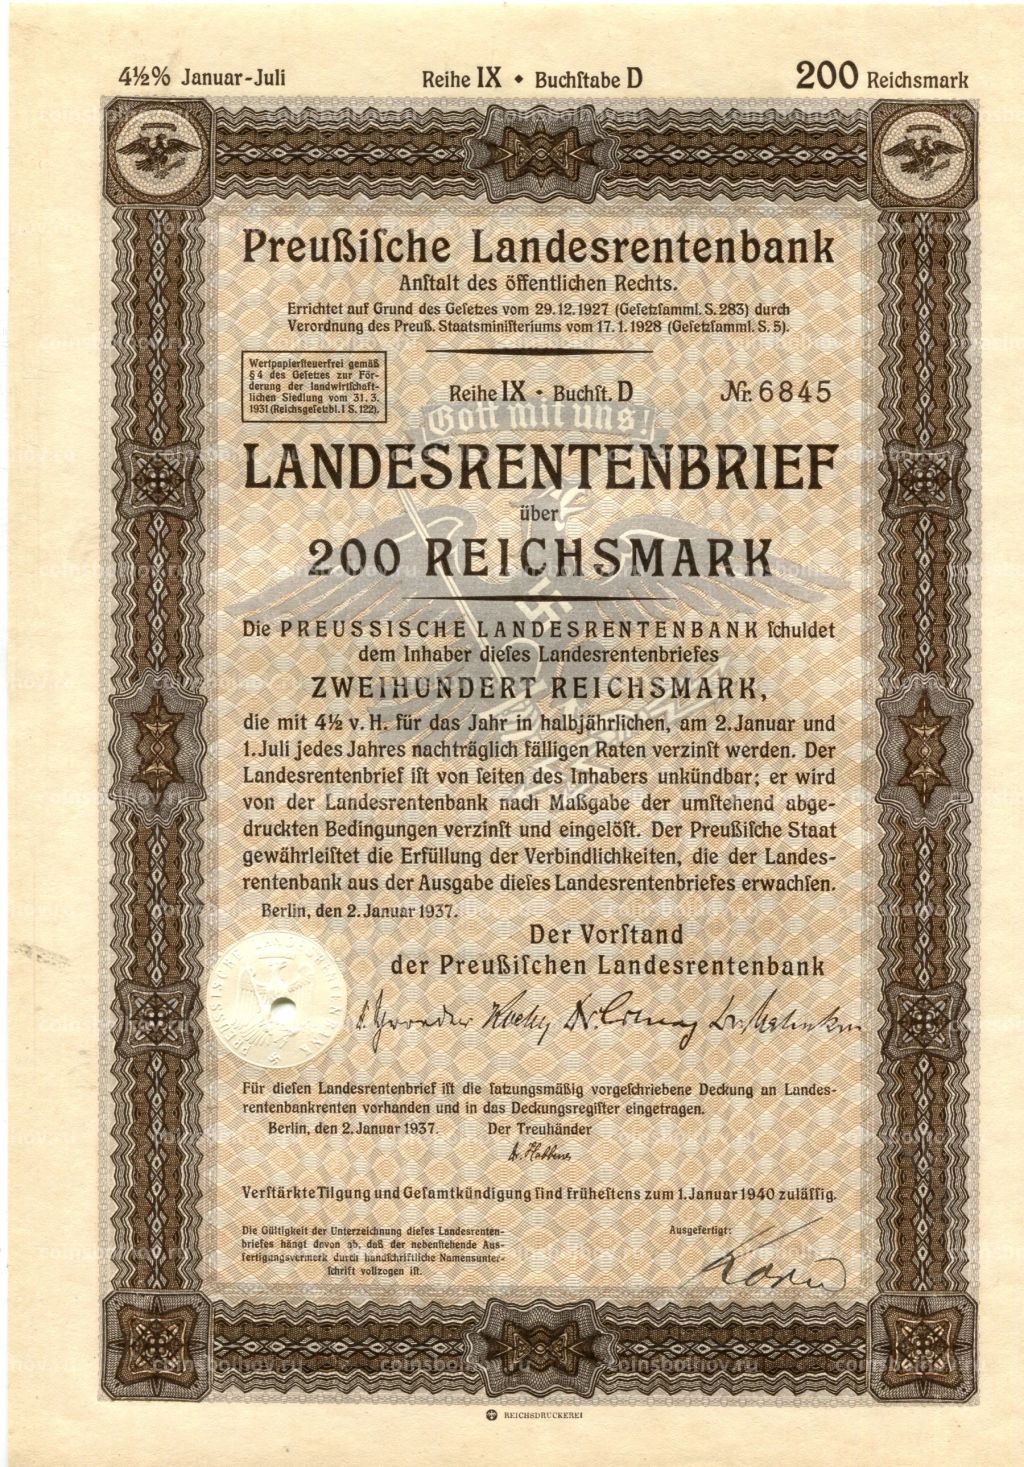 4½% Januar-Juli
Reihe IX • Buchſtabe D
200 Reichsmark
Preußiſche Landesrentenbank
Anſtalt des öffentlichen Rechts.
Errichtet auf Grund des Geſetzes vom 29.12.1927 (Geſetzſamml. S. 283) durch
Verordnung des Preuß. Staatsminiſteriums vom 17.1.1928 (Geſetzſamml. S. 5).
Wertpapierſteuerfrei gemäß
§ 4 des Geſetzes zur För-
derung der landwirtſchaft-
lichen Siedlung vom 31.3.
1931 (Reichsgeſetzbl. I S. 122).
Reihe IX • Buchſt. D
Nr. 6845
Gott mit uns!
LANDESRENTENBRIEF
über
200 REICHSMARK
Die PREUSSISCHE LANDESRENTENBANK ſchuldet
dem Inhaber dieſes Landesrentenbriefes
ZWEIHUNDERT REICHSMARK,
die mit 4½ v. H. für das Jahr in halbjährlichen, am 2. Januar und
1. Juli jedes Jahres nachträglich fälligen Raten verzinſt werden. Der
Landesrentenbrief iſt von ſeiten des Inhabers unkündbar; er wird
von der Landesrentenbank nach Maßgabe der umſtehend abge-
druckten Bedingungen verzinſt und eingelöſt. Der Preußiſche Staat
gewährleiſtet die Erfüllung der Verbindlichkeiten, die der Landes-
rentenbank aus der Ausgabe dieſes Landesrentenbriefes erwachſen.
Berlin, den 2. Januar 1937.
Der Vorſtand
der Preußiſchen Landesrentenbank
PREUSSISCHE LANDESRENTENBANK
Für dieſen Landesrentenbrief iſt die ſatzungsmäßig vorgeſchriebene Deckung an Landes-
rentenbankrenten vorhanden und in das Deckungsregiſter eingetragen.
Berlin, den 2. Januar 1937.
Der Treuhänder
Verſtärkte Tilgung und Geſamtkündigung ſind früheſtens zum 1. Januar 1940 zuläſſig.
Die Gültigkeit der Unterzeichnung dieſes Landesrenten-
briefes hängt davon ab, daß der nebenſtehende Aus-
fertigungsvermerk durch handſchriftliche Namensunter-
ſchrift vollzogen iſt.
Ausgefertigt:
REICHSDRUCKEREI
coinsbolhov.ru